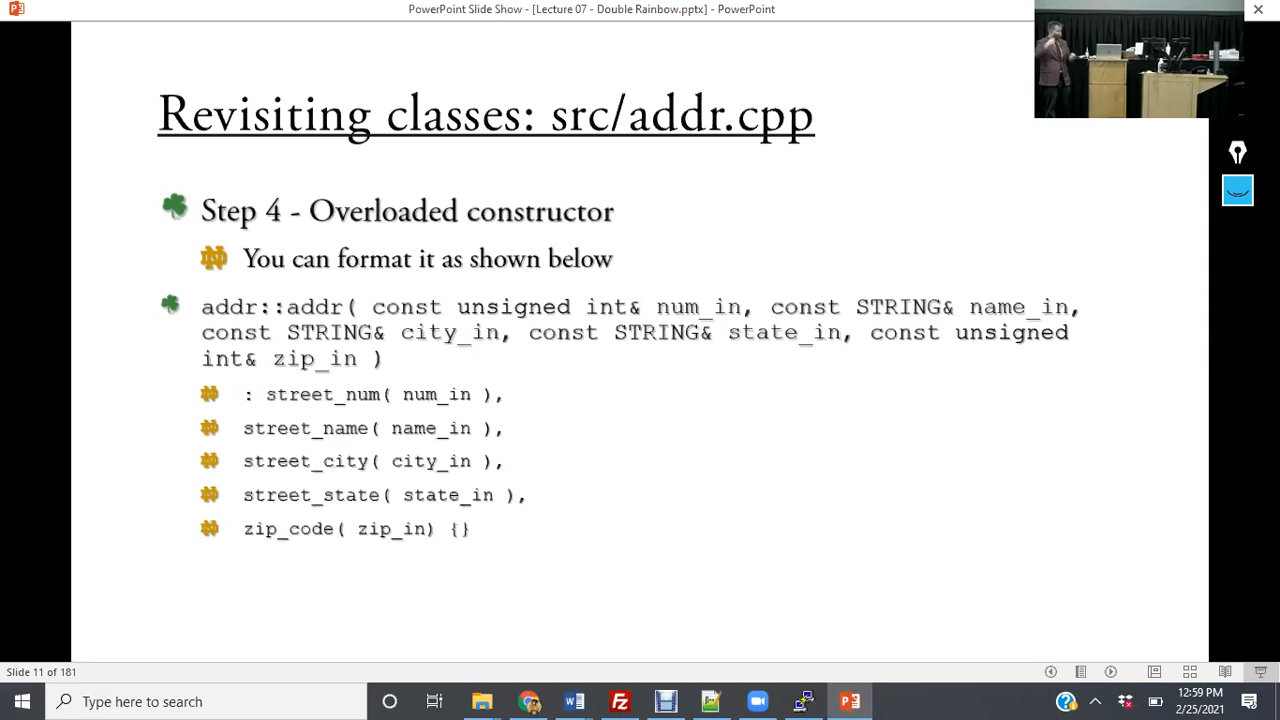 PowerPoint Slide Show - [Lecture 07 - Double Rainbow.pptx] - PowerPoint
Revisiting classes: src/addr.cpp
Step 4 - Overloaded constructor
You can format it as shown below
addr::addr( const unsigned int& num_in, const STRING& name_in,
const STRING& city_in, const STRING& state_in, const unsigned
int& zip_in )
: street_num( num_in ),
street_name( name_in ),
street_city( city_in ),
street_state( state_in ),
zip_code( zip_in) {}
Slide 11 of 181
Type here to search
12:59 PM
2/25/2021